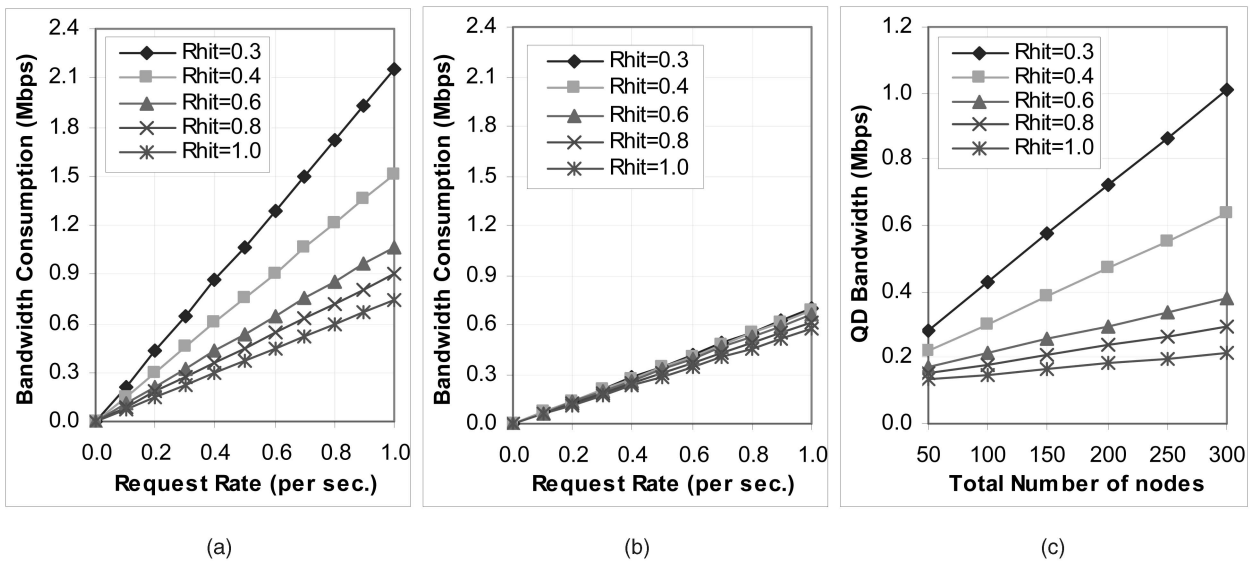 2.4
2.1
1.8
1.5
1.2
0.9
0.6
0.3
0.0
Bandwidth Consumption (Mbps)
Rhit=0.3
Rhit=0.4
Rhit=0.6
Rhit=0.8
Rhit=1.0
0.0 0.2 0.4 0.6 0.8 1.0
Request Rate (per sec.)
(a)
2.4
2.1
1.8
1.5
1.2
0.9
0.6
0.3
0.0
Bandwidth Consumption (Mbps)
Rhit=0.3
Rhit=0.4
Rhit=0.6
Rhit=0.8
Rhit=1.0
0.0 0.2 0.4 0.6 0.8 1.0
Request Rate (per sec.)
(b)
1.2
1.0
0.8
0.6
0.4
0.2
0.0
QD Bandwidth (Mbps)
Rhit=0.3
Rhit=0.4
Rhit=0.6
Rhit=0.8
Rhit=1.0
50 100 150 200 250 300
Total Number of nodes
(c)